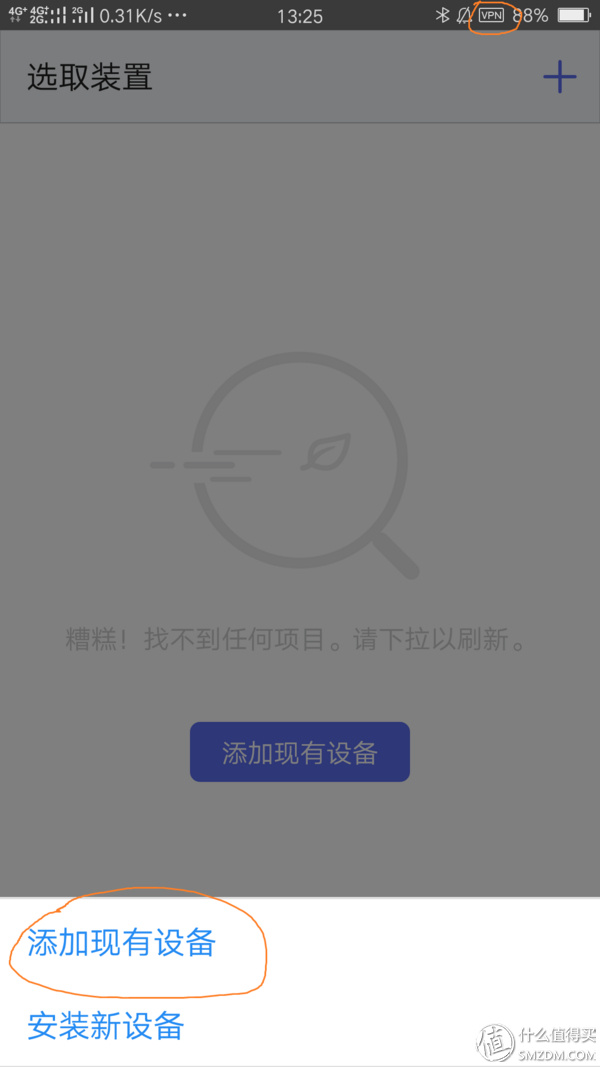 4G+ 4G+ 2G 2G 0.31K/s ··· 13:25 VPN 88%
选取装置
糟糕！找不到任何项目。请下拉以刷新。
添加现有设备
添加现有设备
安装新设备
值 什么值得买
SMZDM.COM